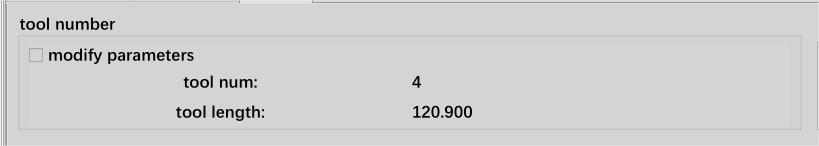 tool number
modify parameters
tool num: 4
tool length: 120.900